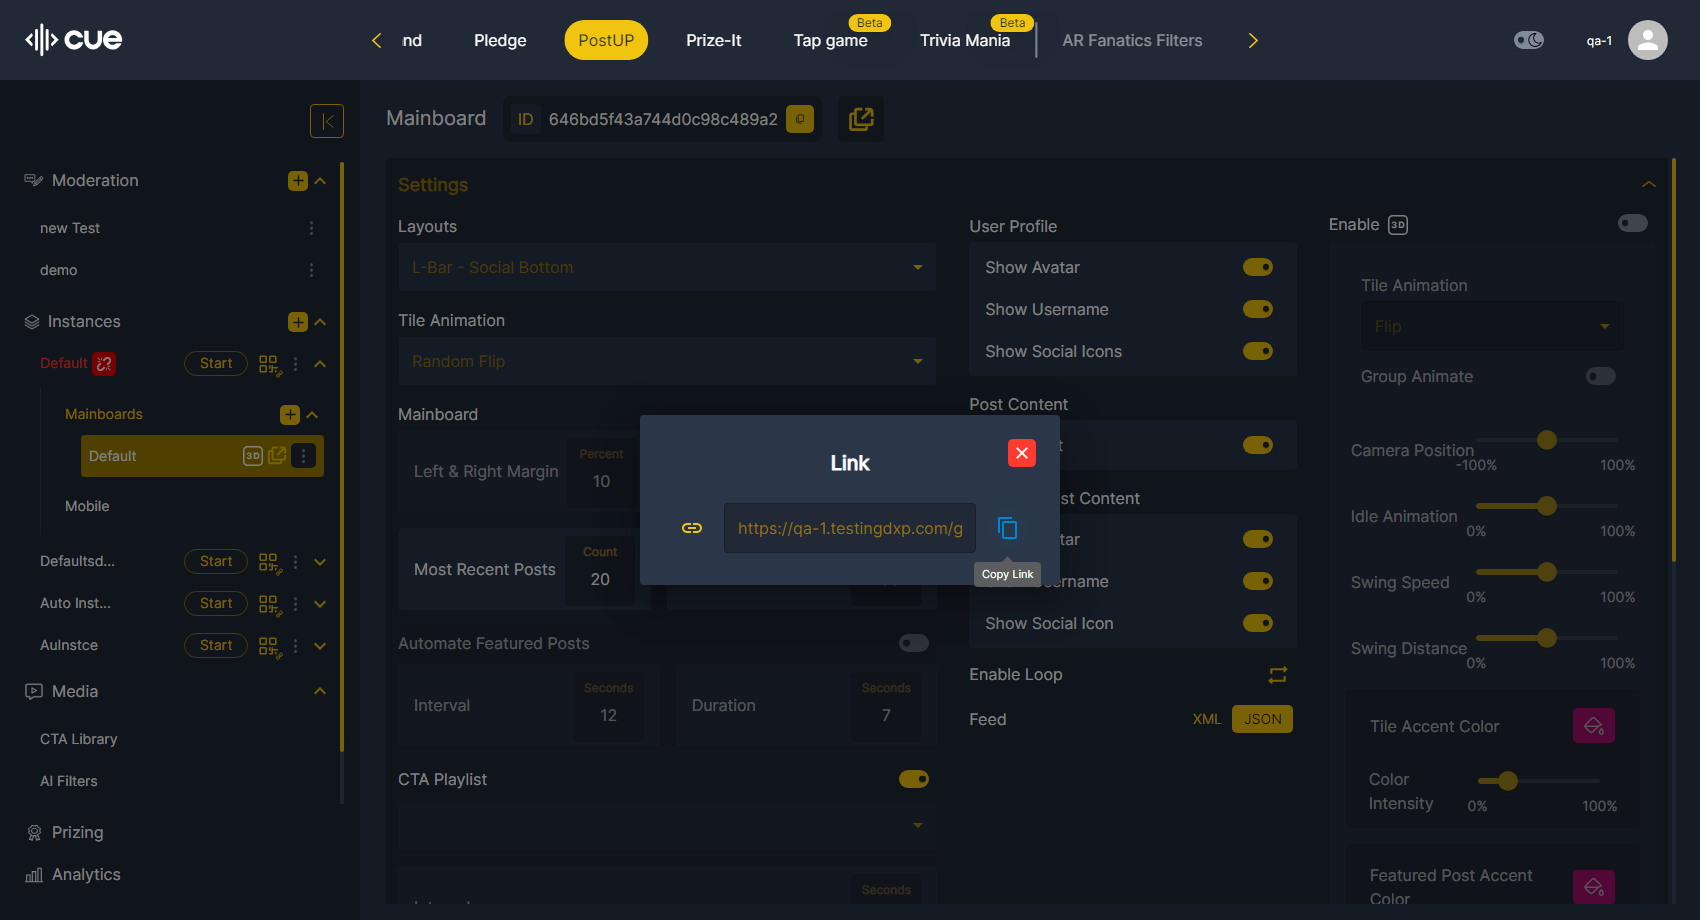 cue
nd
Pledge
PostUP
Prize-It
Tap game
Beta
Trivia Mania
Beta
AR Fanatics Filters
qa-1
Mainboard
ID
646bd5f43a744d0c98c489a2
Moderation
new Test
demo
Instances
Default
Start
Mainboards
Default
3D
Mobile
Defaultsd...
Start
Auto Inst...
Start
AuInstce
Start
Media
CTA Library
AI Filters
Prizing
Analytics
Settings
Layouts
L-Bar - Social Bottom
Tile Animation
Random Flip
Mainboard
Left & Right Margin
Percent
10
Most Recent Posts
Count
20
Automate Featured Posts
Interval
Seconds
12
Duration
Seconds
7
CTA Playlist
Seconds
User Profile
Show Avatar
Show Username
Show Social Icons
Post Content
st Content
tar
ername
Show Social Icon
Enable Loop
Feed
XML
JSON
Link
https://qa-1.testingdxp.com/g
Copy Link
Enable 3D
Tile Animation
Flip
Group Animate
Camera Position
-100%
100%
Idle Animation
0%
100%
Swing Speed
0%
100%
Swing Distance
0%
100%
Tile Accent Color
Color
Intensity
0%
100%
Featured Post Accent
Color